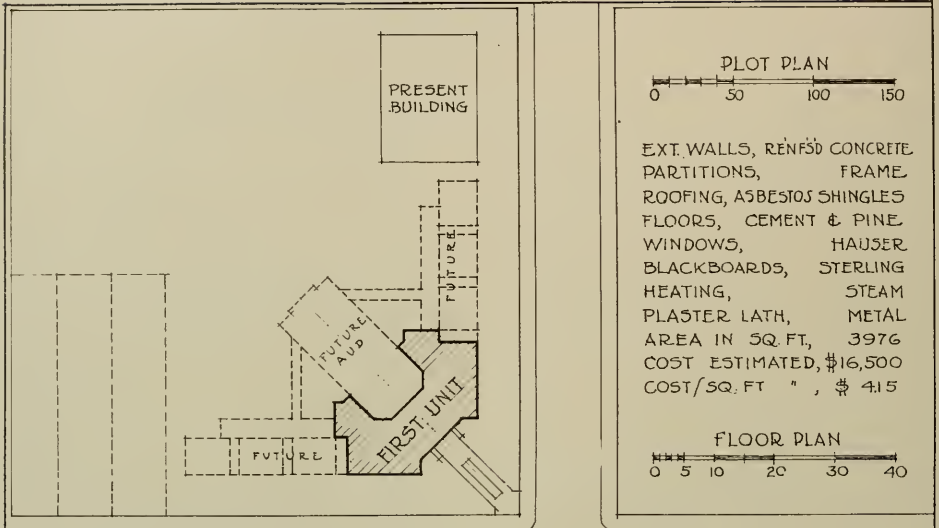 PRESENT
BUILDING
FUTURE
FUTURE
AUD
FIRST UNIT
FUTURE
PLOT PLAN
0 50 100 150
EXT. WALLS, REINFS'D CONCRETE
PARTITIONS, FRAME
ROOFING, ASBESTOS SHINGLES
FLOORS, CEMENT & PINE
WINDOWS, HAUSER
BLACKBOARDS, STERLING
HEATING, STEAM
PLASTER LATH, METAL
AREA IN SQ. FT., 3976
COST ESTIMATED, $16,500
COST/SQ. FT " , $ 4.15
FLOOR PLAN
0 5 10 20 30 40